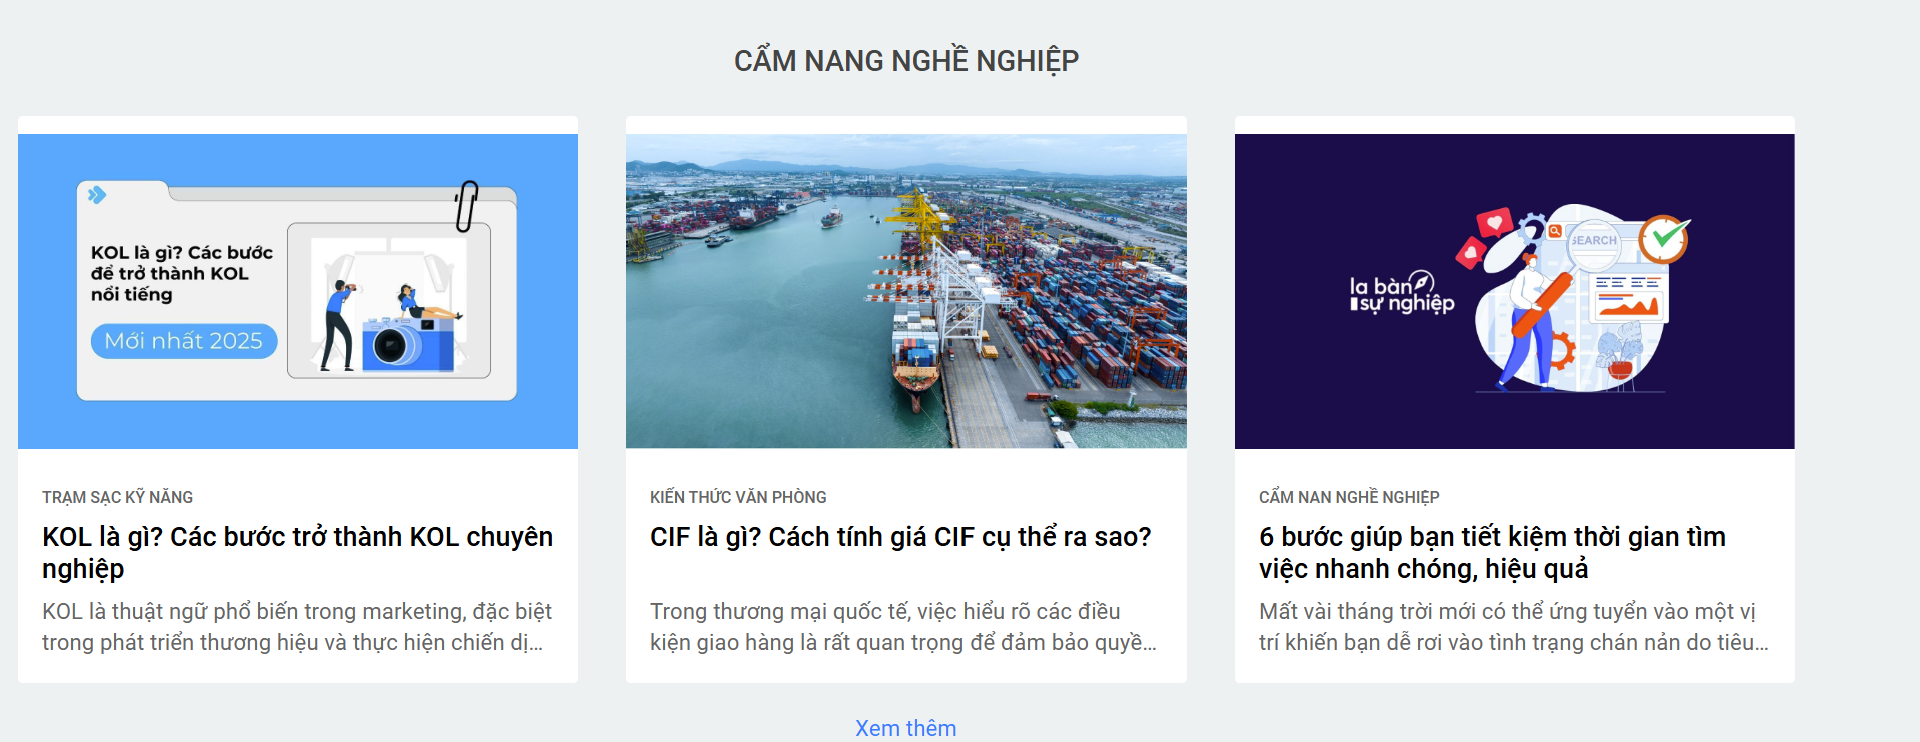 CẨM NANG NGHỀ NGHIỆP
KOL là gì? Các bước
để trở thành KOL
nổi tiếng
Mới nhất 2025
SEARCH
la bàn
sự nghiệp
TRẠM SẠC KỸ NĂNG
KOL là gì? Các bước trở thành KOL chuyên
nghiệp
KOL là thuật ngữ phổ biến trong marketing, đặc biệt
trong phát triển thương hiệu và thực hiện chiến dị...
KIẾN THỨC VĂN PHÒNG
CIF là gì? Cách tính giá CIF cụ thể ra sao?
Trong thương mại quốc tế, việc hiểu rõ các điều
kiện giao hàng là rất quan trọng để đảm bảo quyề...
CẨM NAN NGHỀ NGHIỆP
6 bước giúp bạn tiết kiệm thời gian tìm
việc nhanh chóng, hiệu quả
Mất vài tháng trời mới có thể ứng tuyển vào một vị
trí khiến bạn dễ rơi vào tình trạng chán nản do tiêu...
Xem thêm